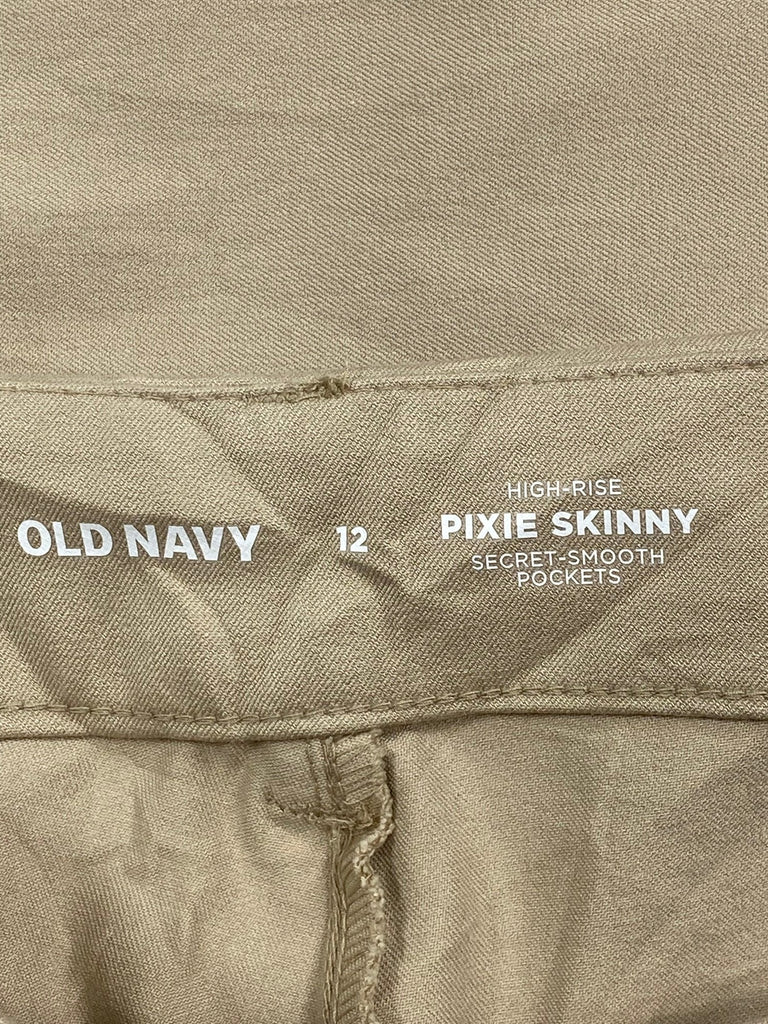 OLD NAVY
12
HIGH-RISE
PIXIE SKINNY
SECRET-SMOOTH
POCKETS